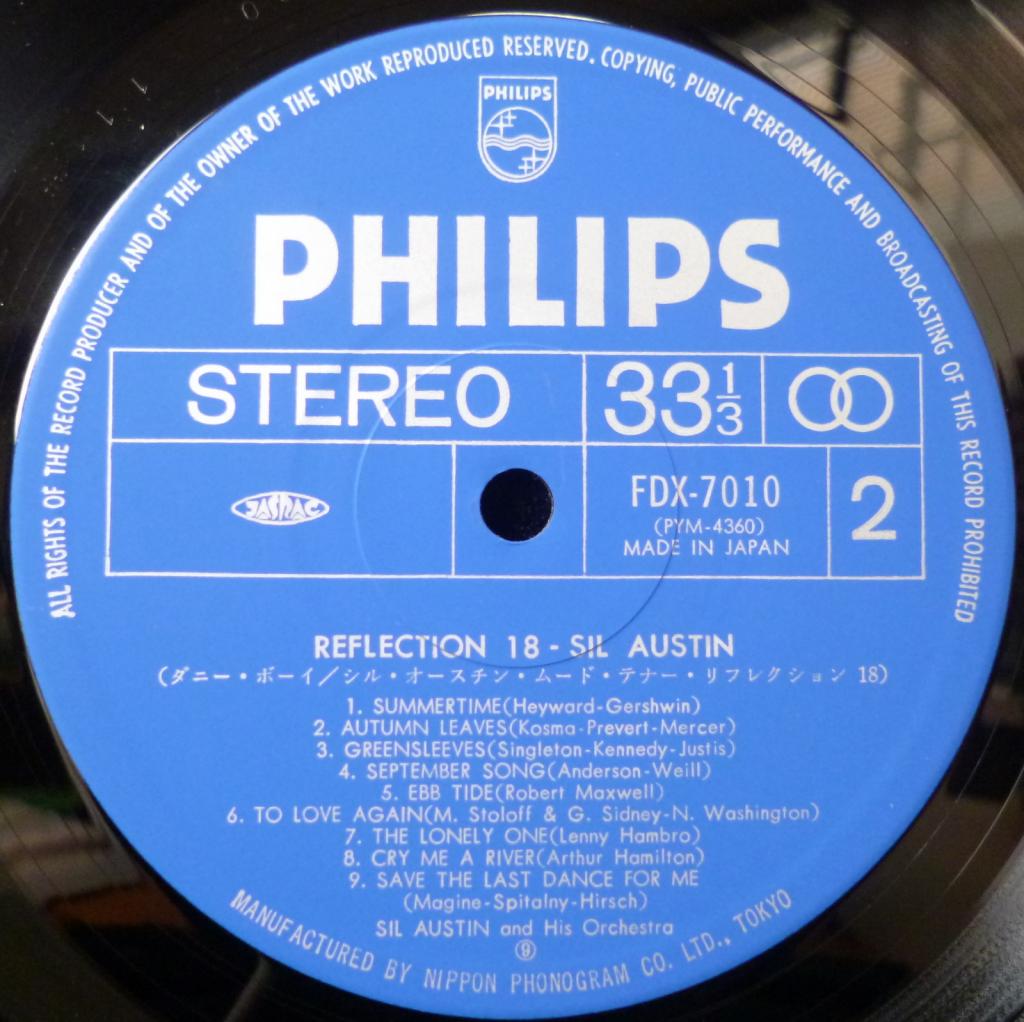 ALL RIGHTS OF THE RECORD PRODUCER AND OF THE OWNER OF THE WORK REPRODUCED RESERVED. COPYING, PUBLIC PERFORMANCE AND BROADCASTING OF THIS RECORD PROHIBITED
PHILIPS
PHILIPS
STEREO 33 1/3
JASRAC
FDX-7010
(PYM-4360)
MADE IN JAPAN
2
REFLECTION 18 - SIL AUSTIN
(ダニー・ボーイ/シル・オースチン・ムード・テナー・リフレクション 18)
1. SUMMERTIME(Heyward-Gershwin)
2. AUTUMN LEAVES(Kosma-Prevert-Mercer)
3. GREENSLEEVES(Singleton-Kennedy-Justis)
4. SEPTEMBER SONG(Anderson-Weill)
5. EBB TIDE(Robert Maxwell)
6. TO LOVE AGAIN(M. Stoloff & G. Sidney-N. Washington)
7. THE LONELY ONE(Lenny Hambro)
8. CRY ME A RIVER(Arthur Hamilton)
9. SAVE THE LAST DANCE FOR ME
(Magine-Spitalny-Hirsch)
SIL AUSTIN and His Orchestra
⑨
MANUFACTURED BY NIPPON PHONOGRAM CO. LTD., TOKYO